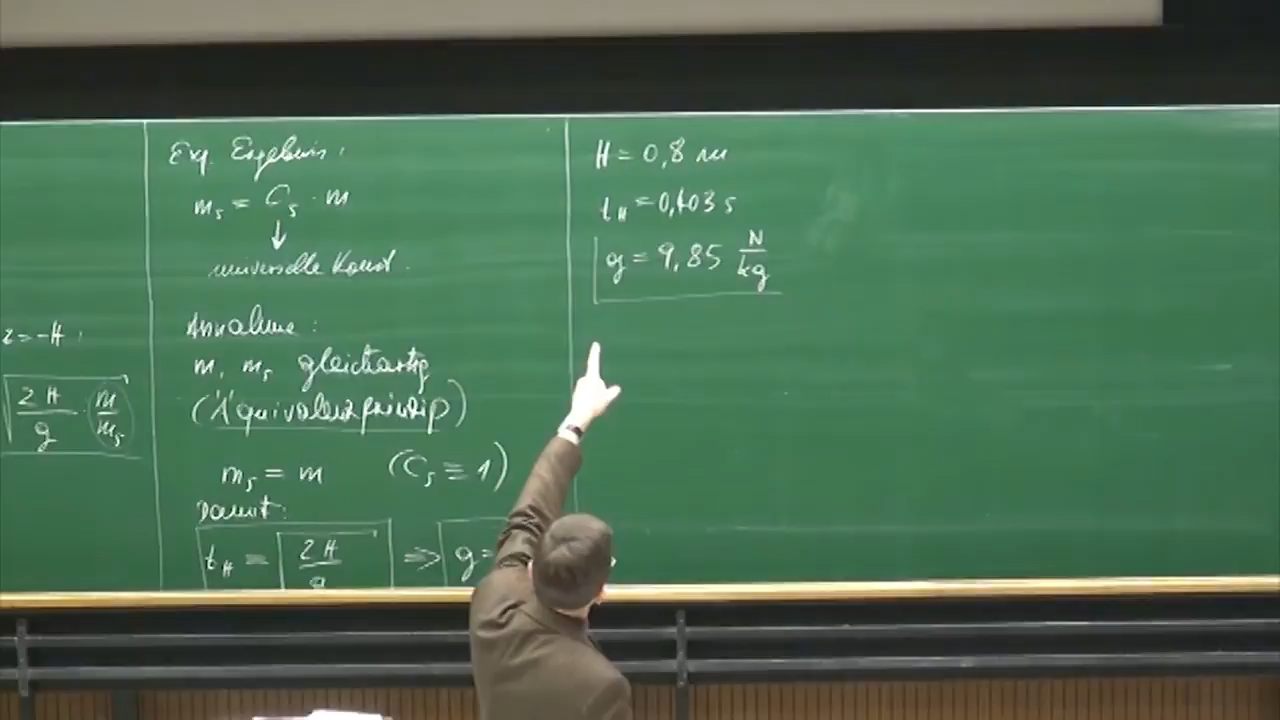 z = -H :
√(2H/g · m/m_s)
Exp. Ergebnis:
m_s = C_s · m
↓
universelle Konst.
Annahme:
m, m_s gleichartig
(Äquivalenzprinzip)
m_s = m (C_s ≡ 1)
Damit:
t_H = √(2H/g) ⇒ g =
H = 0,8 m
t_H = 0,403 s
g = 9,85 N/kg